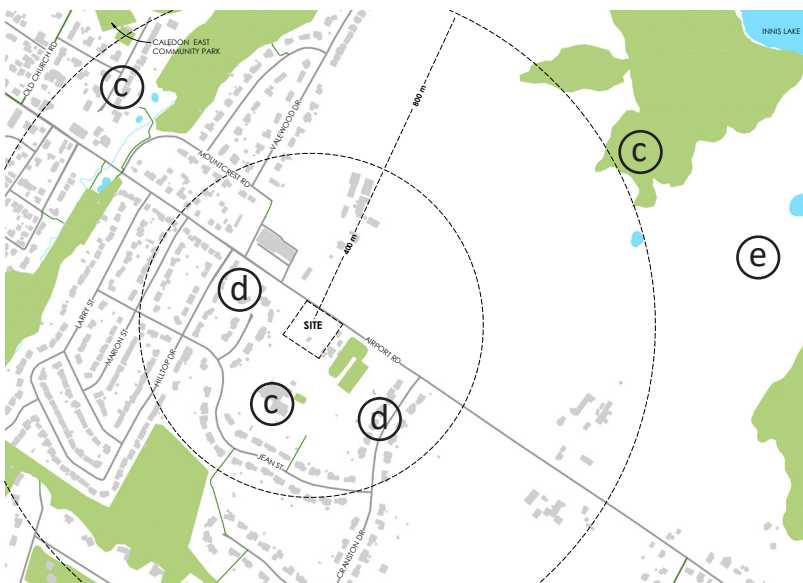 INNIS LAKE
CALEDON EAST
COMMUNITY PARK
OLD CHURCH RD
c
800 m
VALEWOOD DR
c
MOUNTCREST RD
400 m
e
d
LARRY ST
MARION ST
HILLTOP DR
SITE
AIRPORT RD
c
d
JEAN ST
CRANSTON DR